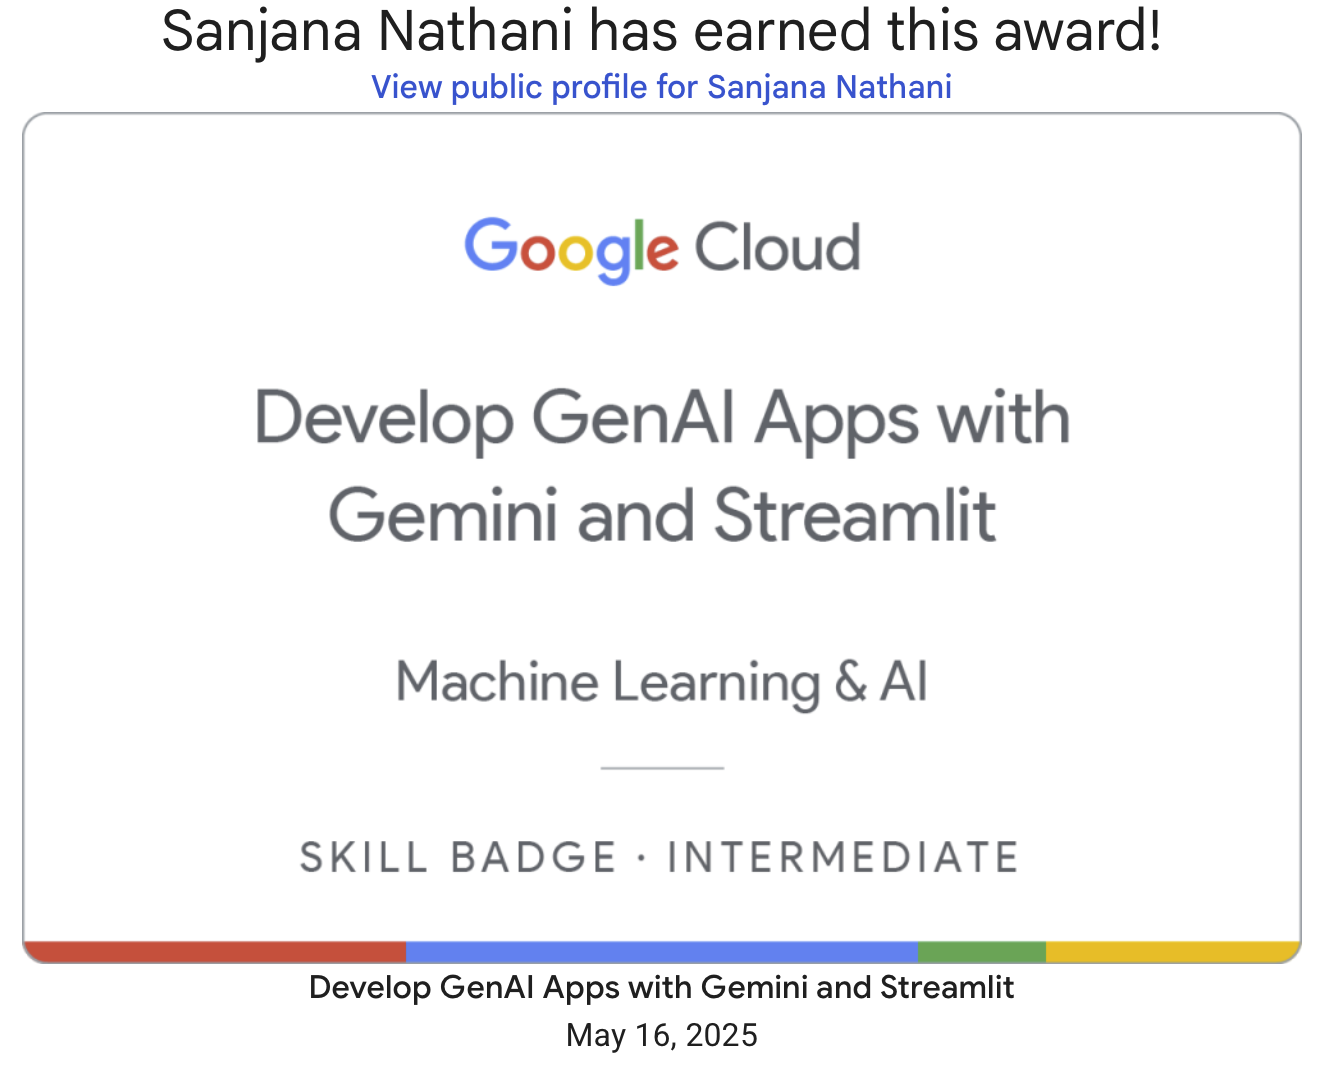 Sanjana Nathani has earned this award!
View public profile for Sanjana Nathani
Google Cloud
Develop GenAI Apps with
Gemini and Streamlit
Machine Learning & AI
SKILL BADGE · INTERMEDIATE
Develop GenAI Apps with Gemini and Streamlit
May 16, 2025